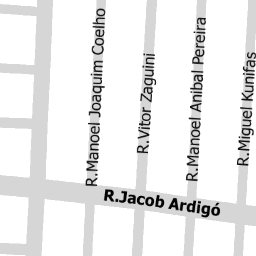 R.Manoel Joaquim Coelho
R.Vitor Zaguini
R.Manoel Anibal Pereira
R.Miguel Kunifas
R.Jacob Ardigó